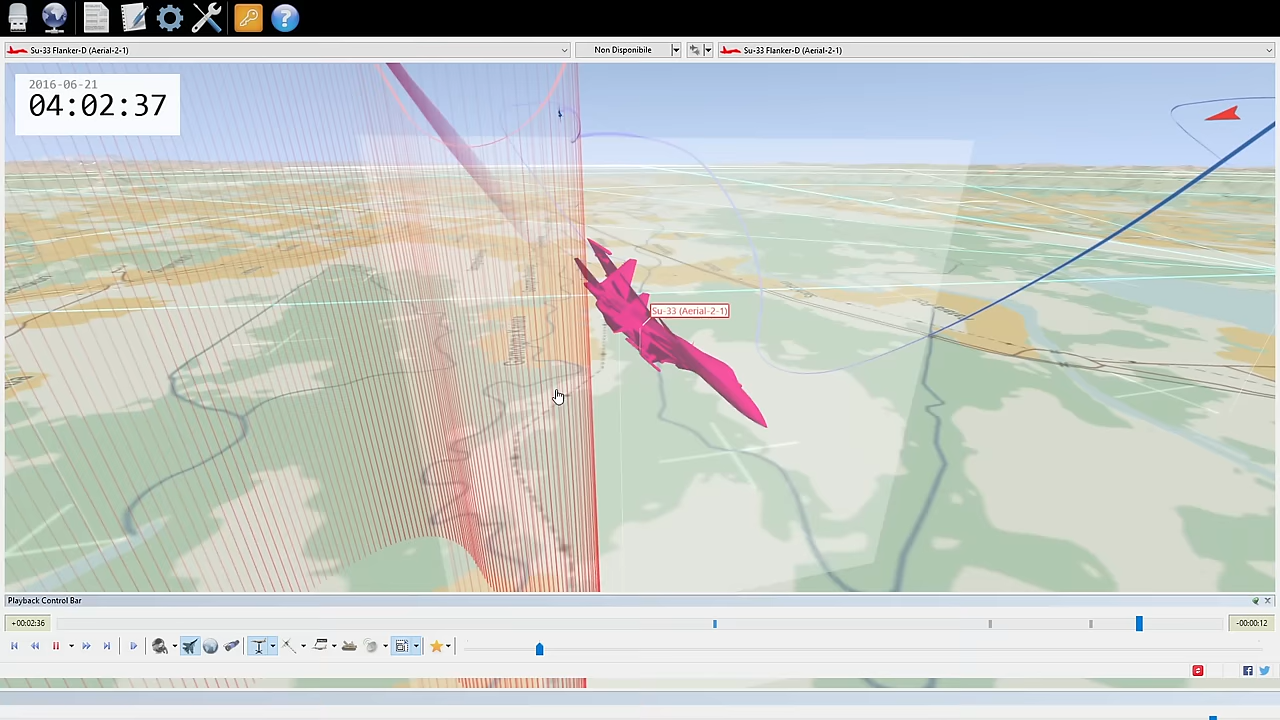 Su-33 Flanker-D (Aerial-2-1)
Non Disponibile
Su-33 Flanker-D (Aerial-2-1)
2016-06-21
04:02:37
Su-33 (Aerial-2-1)
Playback Control Bar
+00:02:36
-00:00:12